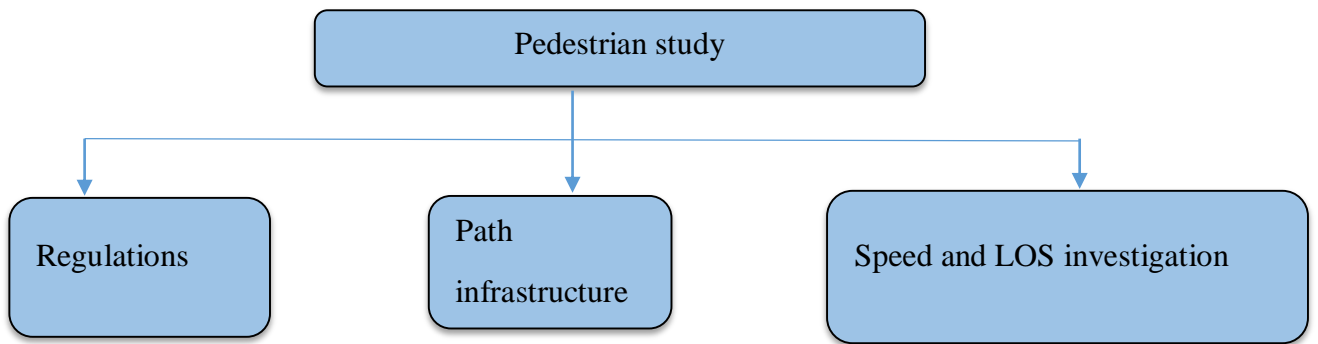 Pedestrian study
Regulations
Path
infrastructure
Speed and LOS investigation